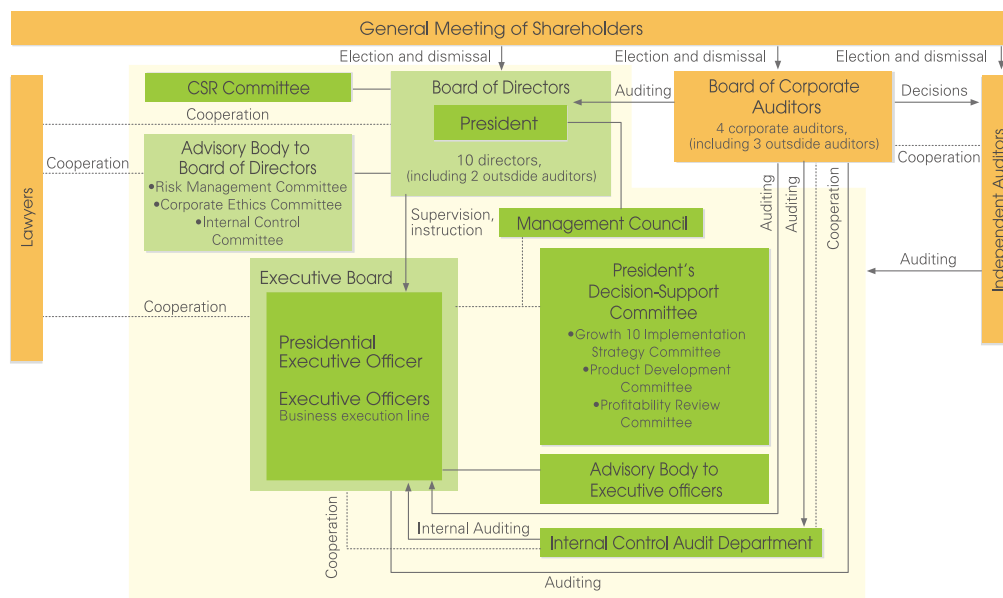 General Meeting of Shareholders
Election and dismissal
Election and dismissal
Election and dismissal
CSR Committee
Board of Directors
President
10 directors,
(including 2 outsdide auditors)
Auditing
Board of Corporate
Auditors
4 corporate auditors,
(including 3 outsdide auditors)
Decisions
Cooperation
Cooperation
Cooperation
Lawyers
Advisory Body to
Board of Directors
•Risk Management Committee
•Corporate Ethics Committee
•Internal Control
Committee
Supervision,
instruction
Management Council
Auditing
Auditing
Cooperation
Independent Auditors
Auditing
Executive Board
Cooperation
Presidential
Executive Officer
Executive Officers
Business execution line
President's
Decision-Support
Committee
•Growth 10 Implementation
Strategy Committee
•Product Development
Committee
•Profitability Review
Committee
Advisory Body to
Executive officers
Internal Auditing
Internal Control Audit Department
Cooperation
Auditing